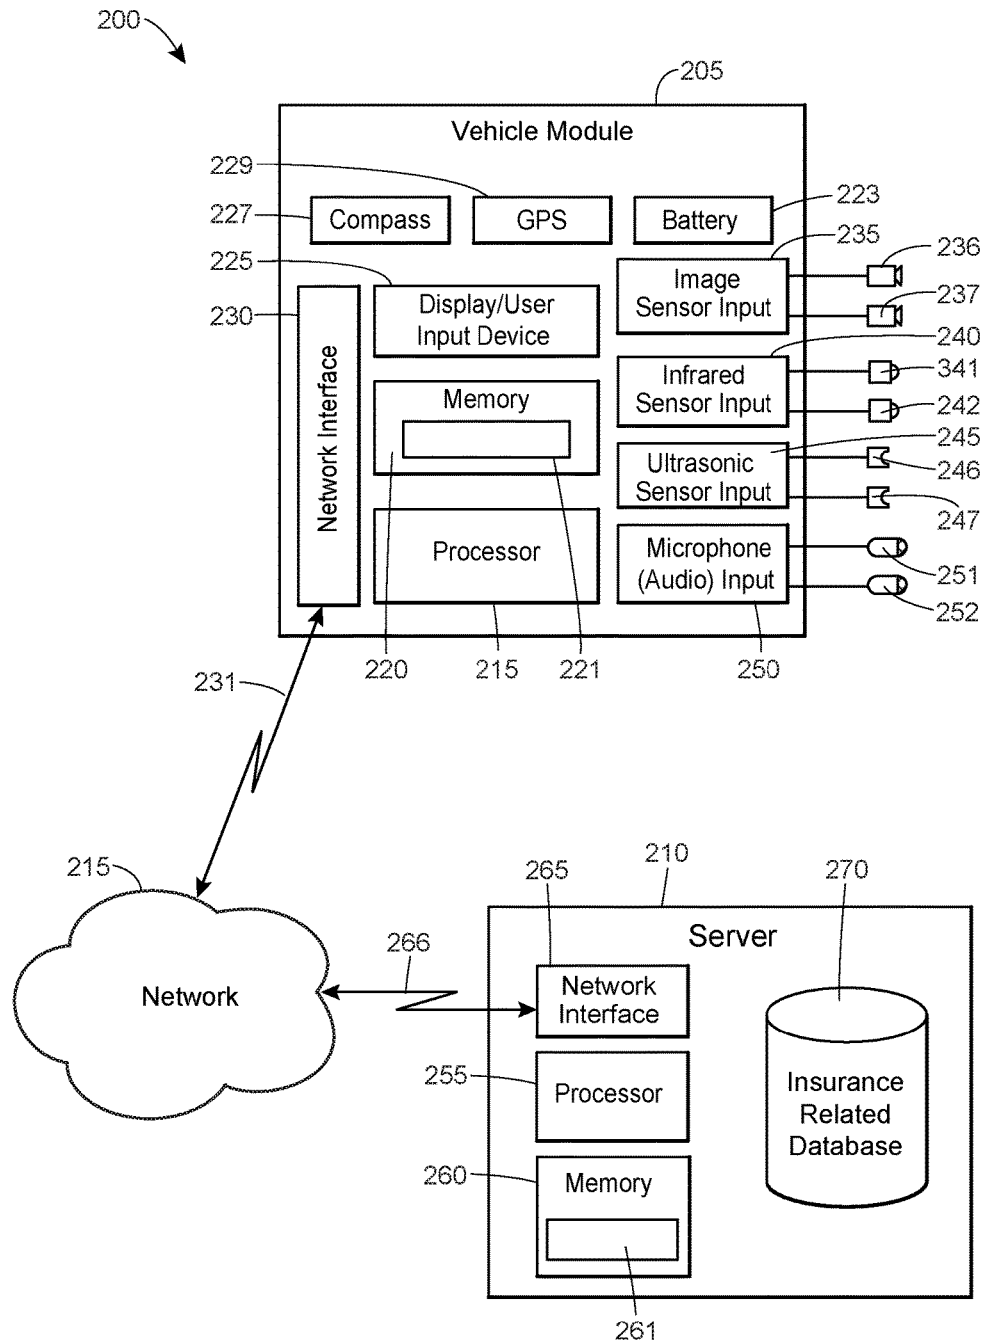 200
205
Vehicle Module
229
227
Compass
GPS
Battery
223
235
225
230
Display/User
Input Device
Image
Sensor Input
236
237
240
Network Interface
Memory
Infrared
Sensor Input
341
242
245
Ultrasonic
Sensor Input
246
247
Processor
Microphone
(Audio) Input
251
252
220
215
221
250
231
215
Network
266
265
210
270
Server
Network
Interface
255
Processor
Insurance
Related
Database
260
Memory
261